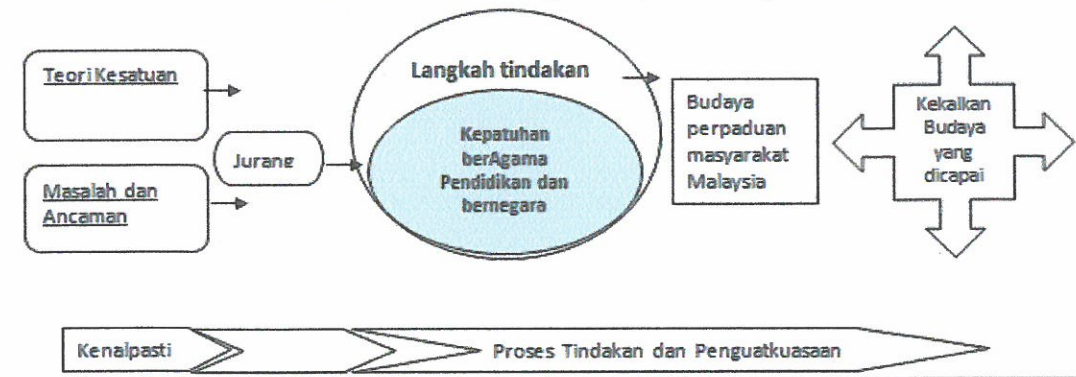 Teori Kesatuan
Masalah dan
Ancaman
Jurang
Langkah tindakan
Kepatuhan
berAgama
Pendidikan dan
bernegara
Budaya
perpaduan
masyarakat
Malaysia
Kekalkan
Budaya
yang
dicapai
Kenalpasti
Proses Tindakan dan Penguatkuasaan